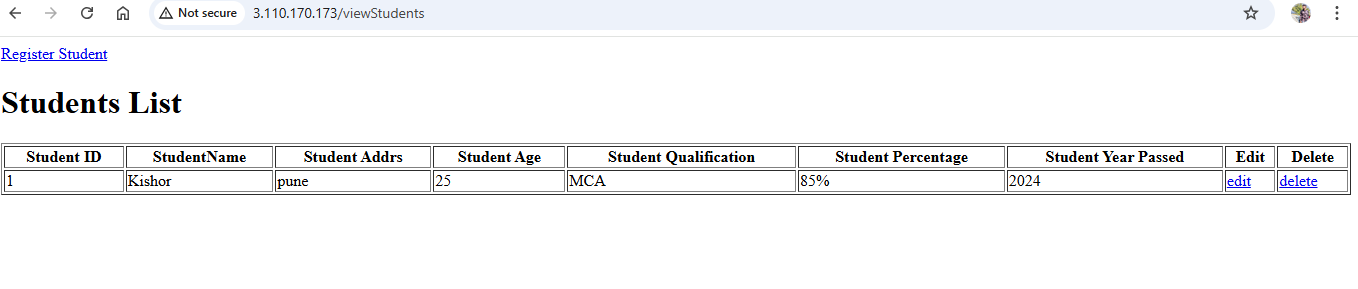 Not secure 3.110.170.173/viewStudents
Register Student
Students List
Student ID StudentName Student Addrs Student Age Student Qualification Student Percentage Student Year Passed Edit Delete
1 Kishor pune 25 MCA 85% 2024 edit delete